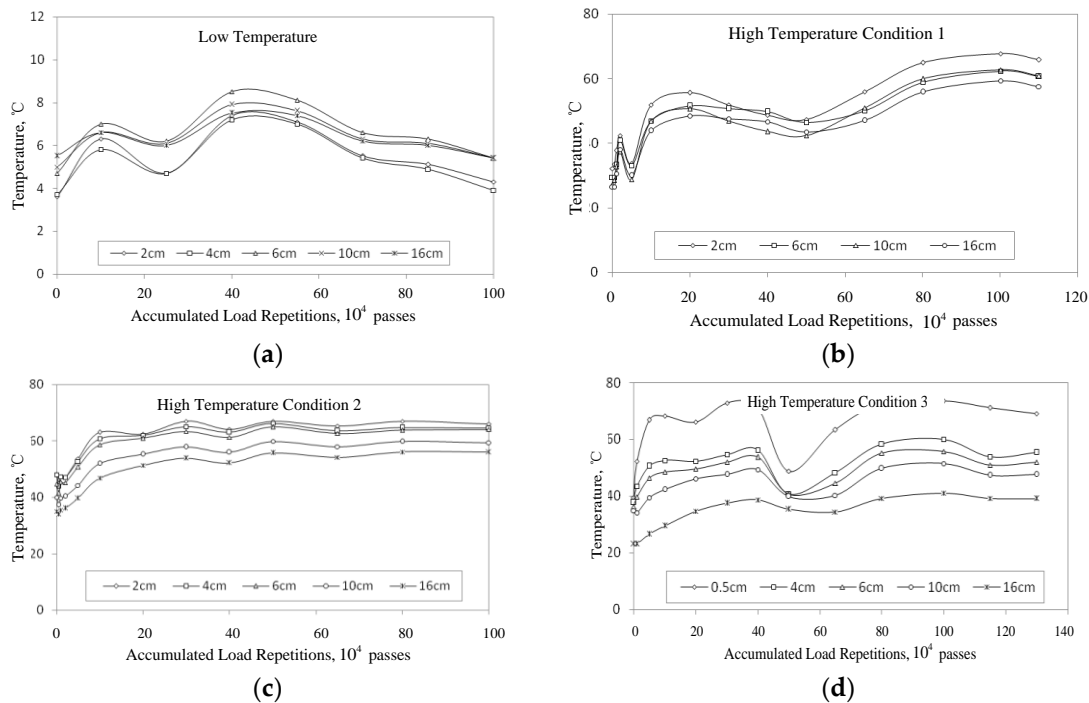 Low Temperature
12
10
8
6
4
2
0
Temperature, ℃
2cm 4cm 6cm 10cm 16cm
0 20 40 60 80 100
Accumulated Load Repetitions, 10⁴ passes
(a)
High Temperature Condition 1
80
60
40
20
0
Temperature, ℃
2cm 6cm 10cm 16cm
0 20 40 60 80 100 120
Accumulated Load Repetitions, 10⁴ passes
(b)
High Temperature Condition 2
80
60
40
20
0
Temperature, ℃
2cm 4cm 6cm 10cm 16cm
0 20 40 60 80 100
Accumulated Load Repetitions, 10⁴ passes
(c)
High Temperature Condition 3
80
60
40
20
0
Temperature, ℃
0.5cm 4cm 6cm 10cm 16cm
0 20 40 60 80 100 120 140
Accumulated Load Repetitions, 10⁴ passes
(d)